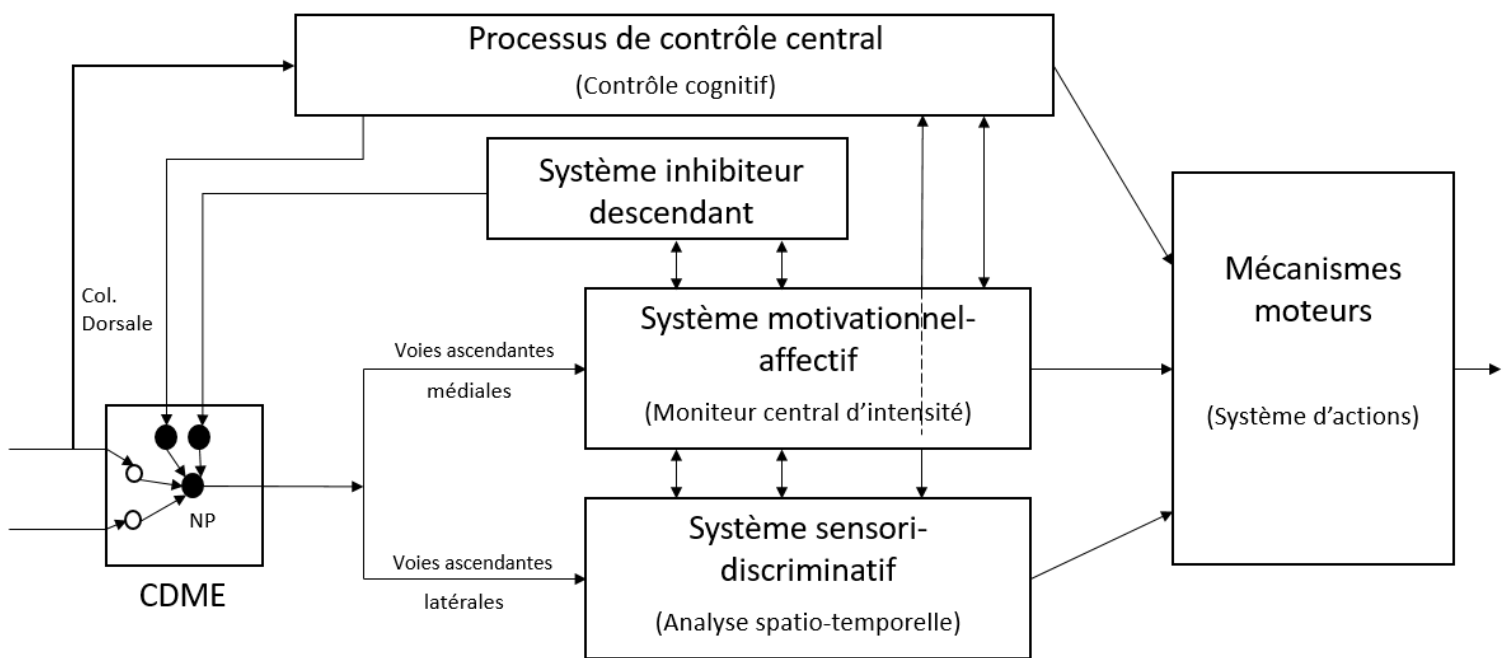 Processus de contrôle central
(Contrôle cognitif)
Système inhibiteur
descendant
Col.
Dorsale
Mécanismes
moteurs
(Système d'actions)
Voies ascendantes
médiales
Système motivationnel-
affectif
(Moniteur central d'intensité)
NP
CDME
Voies ascendantes
latérales
Système sensori-
discriminatif
(Analyse spatio-temporelle)